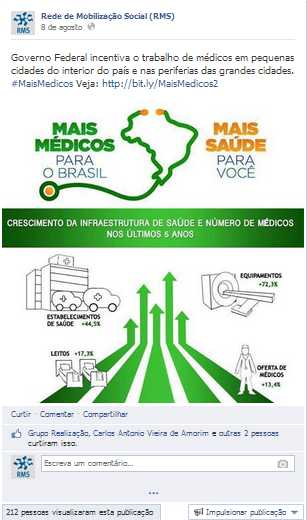 Rede de Mobilização Social (RMS)
8 de agosto
Governo Federal incentiva o trabalho de médicos em pequenas
cidades do interior do país e nas periferias das grandes cidades.
#MaisMedicos Veja: http://bit.ly/MaisMedicos2
MAIS
MÉDICOS
PARA
O BRASIL
MAIS
SAÚDE
PARA
VOCÊ
CRESCIMENTO DA INFRAESTRUTURA DE SAÚDE E NÚMERO DE MÉDICOS
NOS ÚLTIMOS 5 ANOS
EQUIPAMENTOS
+72,3%
ESTABELECIMENTOS
DE SAÚDE +44,5%
LEITOS +17,3%
OFERTA DE
MÉDICOS
+13,4%
Curtir · Comentar · Compartilhar
Grupo Realização, Carlos Antonio Vieira de Amorim e outras 2 pessoas
curtiram isso.
RMS
Escreva um comentário...
212 pessoas visualizaram esta publicação
Impulsionar publicação